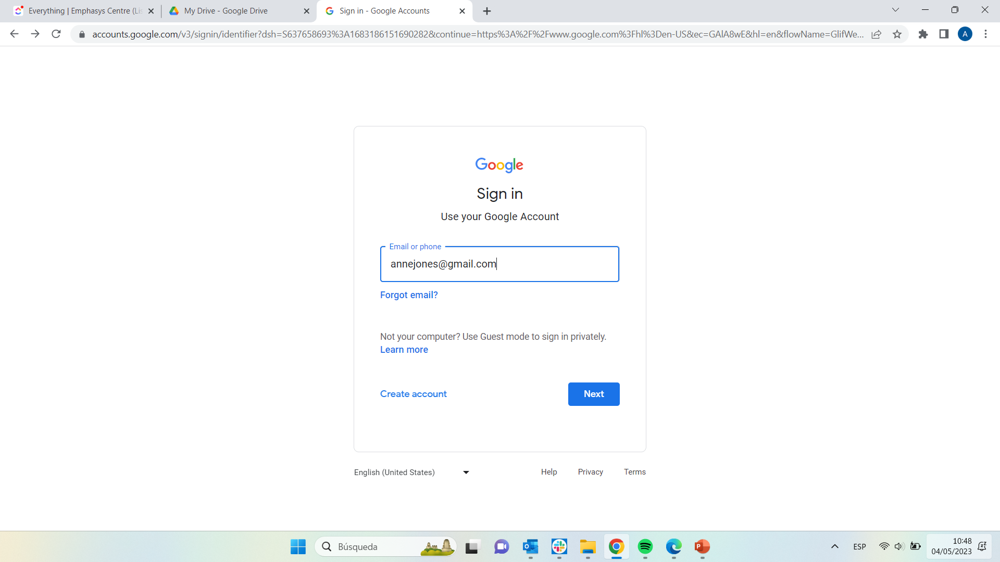 Everything | Emphasys Centre (Lis
My Drive - Google Drive
Sign in - Google Accounts
accounts.google.com/v3/signin/identifier?dsh=S637658693%3A1683186151690282&continue=https%3A%2F%2Fwww.google.com%3Fhl%3Den-US&ec=GAlA8wE&hl=en&flowName=GlifWe...
A
Google
Sign in
Use your Google Account
Email or phone
annejones@gmail.com
Forgot email?
Not your computer? Use Guest mode to sign in privately.
Learn more
Create account
Next
English (United States)
Help
Privacy
Terms
Búsqueda
ESP
10:48
04/05/2023